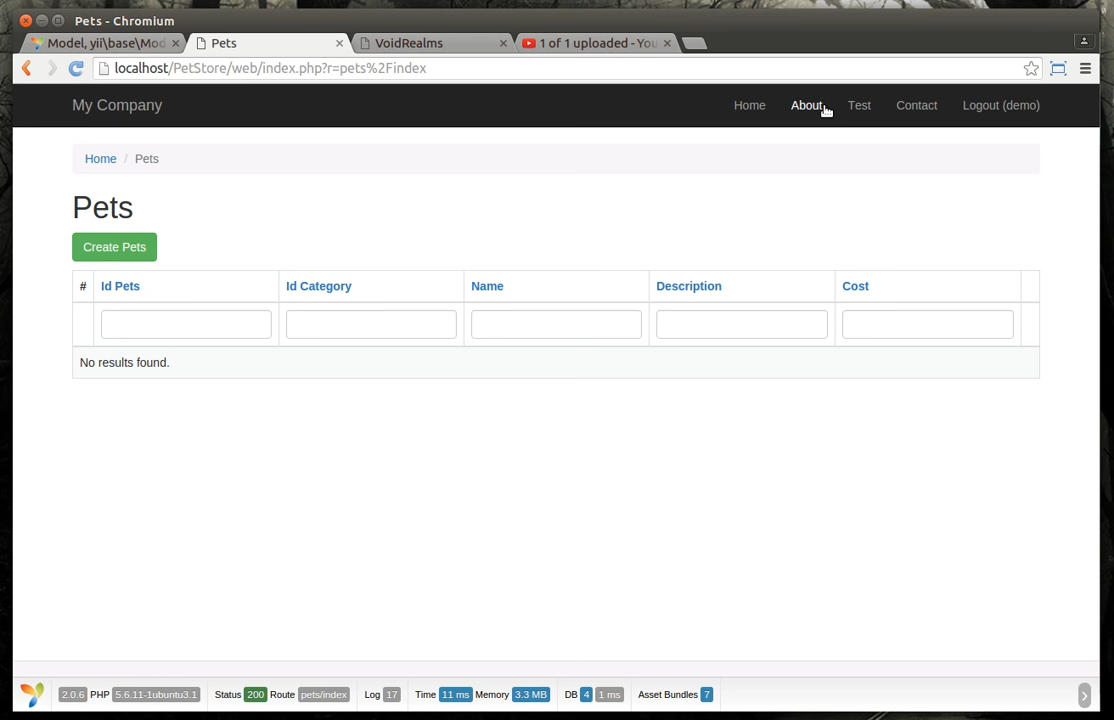 Pets - Chromium
Model, yii\base\Mod
Pets
VoidRealms
1 of 1 uploaded - You
localhost/PetStore/web/index.php?r=pets%2Findex
My Company Home About Test Contact Logout (demo)
Home / Pets
Pets
Create Pets
# Id Pets Id Category Name Description Cost
No results found.
2.0.6 PHP 5.6.11-1ubuntu3.1 Status 200 Route pets/index Log 17 Time 11 ms Memory 3.3 MB DB 4 1 ms Asset Bundles 7